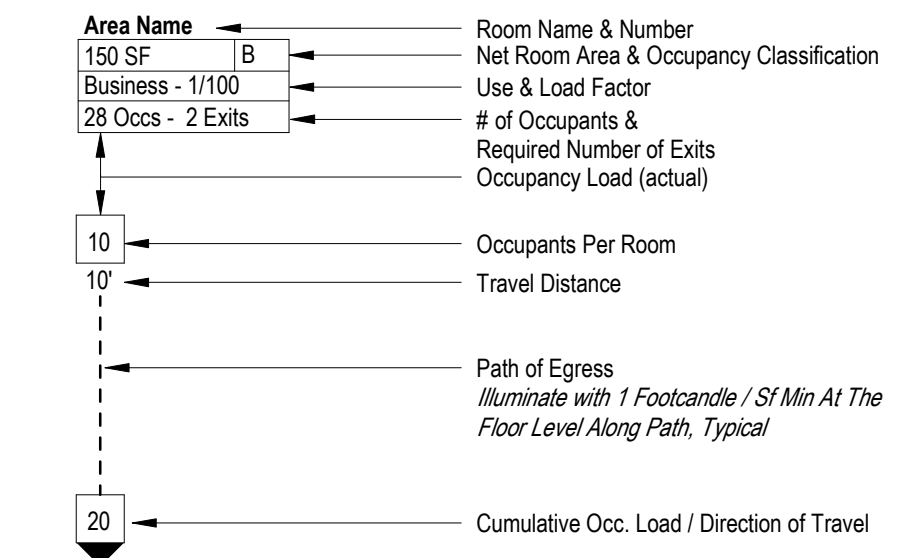 Area Name
Room Name & Number
150 SF B
Net Room Area & Occupancy Classification
Business - 1/100
Use & Load Factor
28 Occs - 2 Exits
# of Occupants &
Required Number of Exits
Occupancy Load (actual)
10
Occupants Per Room
10'
Travel Distance
Path of Egress
Illuminate with 1 Footcandle / Sf Min At The
Floor Level Along Path, Typical
20
Cumulative Occ. Load / Direction of Travel